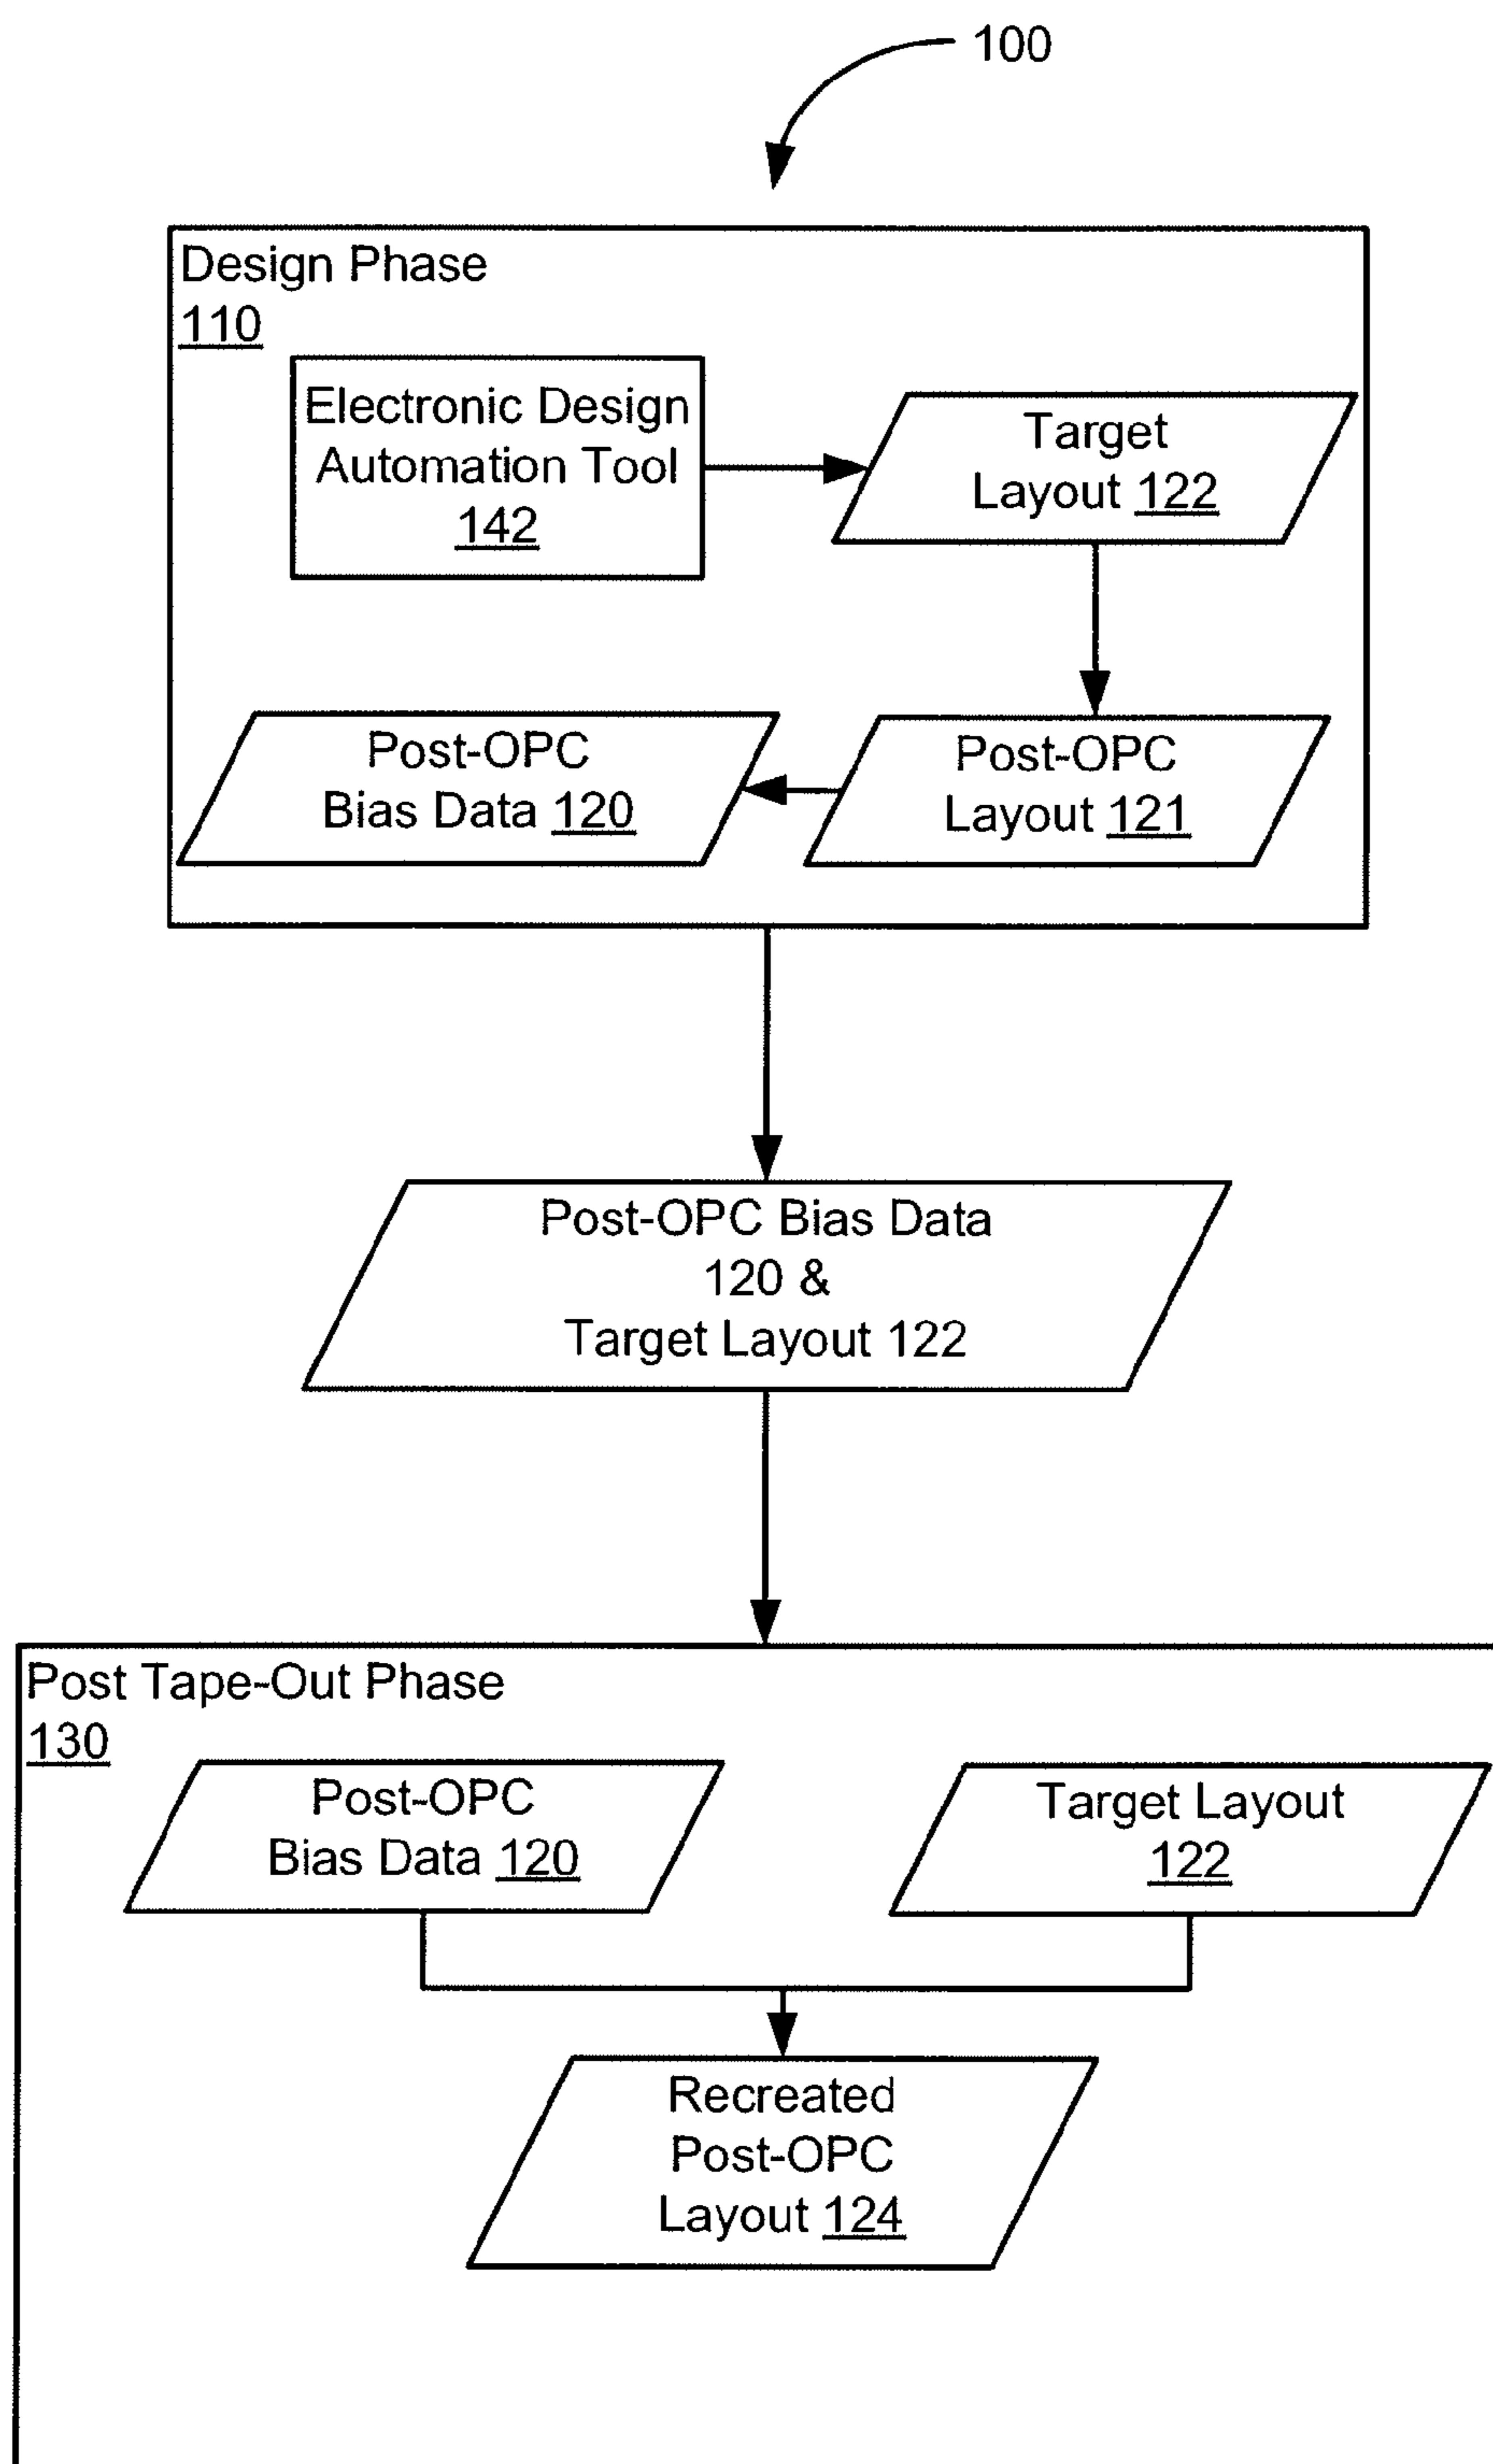 100
Design Phase
110
Electronic Design
Automation Tool
142
Target
Layout 122
Post-OPC
Bias Data 120
Post-OPC
Layout 121
Post-OPC Bias Data
120 &
Target Layout 122
Post Tape-Out Phase
130
Post-OPC
Bias Data 120
Target Layout
122
Recreated
Post-OPC
Layout 124